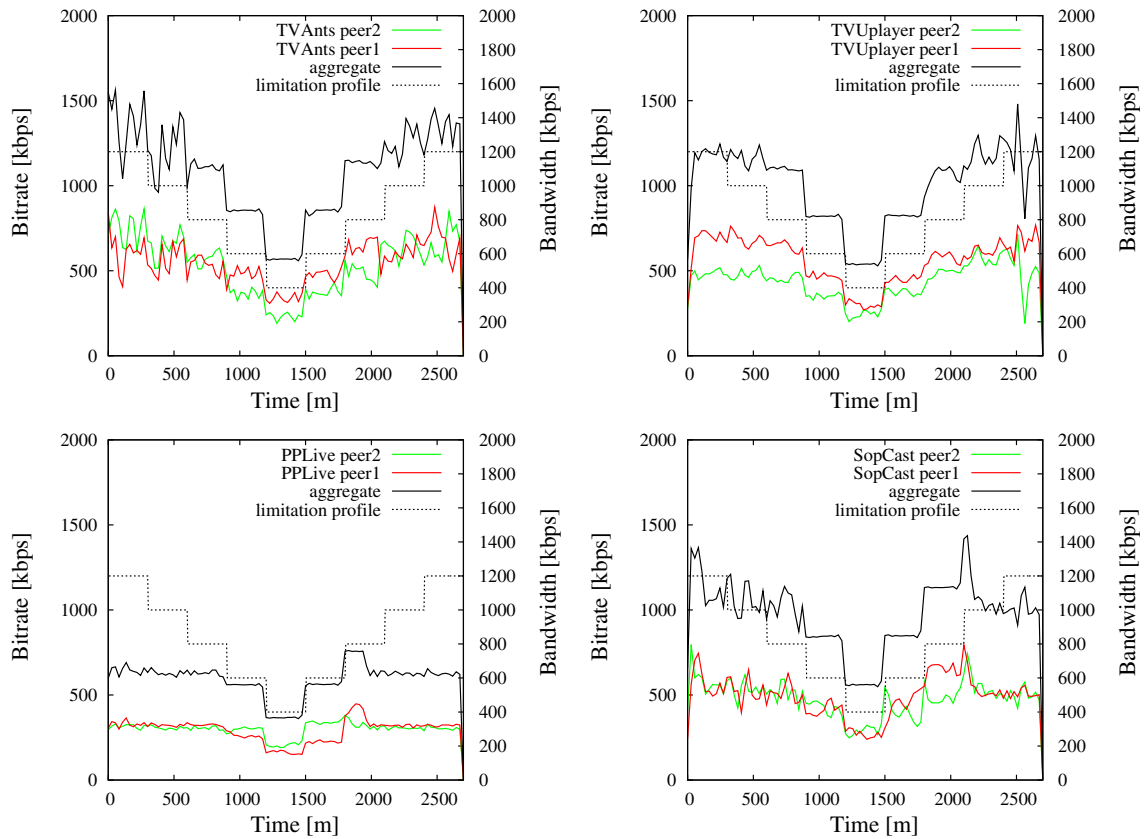 2000
1500
1000
500
0
Bitrate [kbps]
TVAnts peer2
TVAnts peer1
aggregate
limitation profile
2000
1800
1600
1400
1200
1000
800
600
400
200
0
Bandwidth [kbps]
0 500 1000 1500 2000 2500
Time [m]
2000
1500
1000
500
0
Bitrate [kbps]
TVUplayer peer2
TVUplayer peer1
aggregate
limitation profile
2000
1800
1600
1400
1200
1000
800
600
400
200
0
Bandwidth [kbps]
0 500 1000 1500 2000 2500
Time [m]
2000
1500
1000
500
0
Bitrate [kbps]
PPLive peer2
PPLive peer1
aggregate
limitation profile
2000
1800
1600
1400
1200
1000
800
600
400
200
0
Bandwidth [kbps]
0 500 1000 1500 2000 2500
Time [m]
2000
1500
1000
500
0
Bitrate [kbps]
SopCast peer2
SopCast peer1
aggregate
limitation profile
2000
1800
1600
1400
1200
1000
800
600
400
200
0
Bandwidth [kbps]
0 500 1000 1500 2000 2500
Time [m]